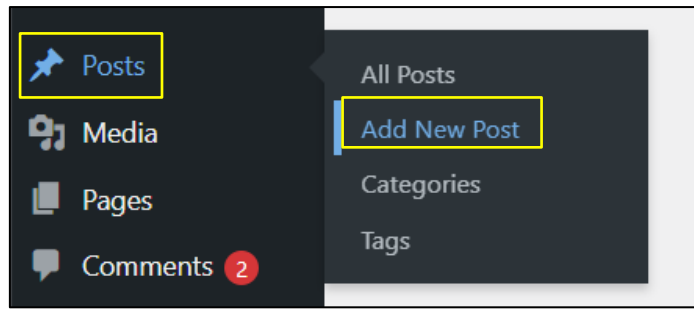 Posts
Media
Pages
Comments 2
All Posts
Add New Post
Categories
Tags